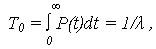 T₀ = ∫₀^∞ P(t)dt = 1/λ ,